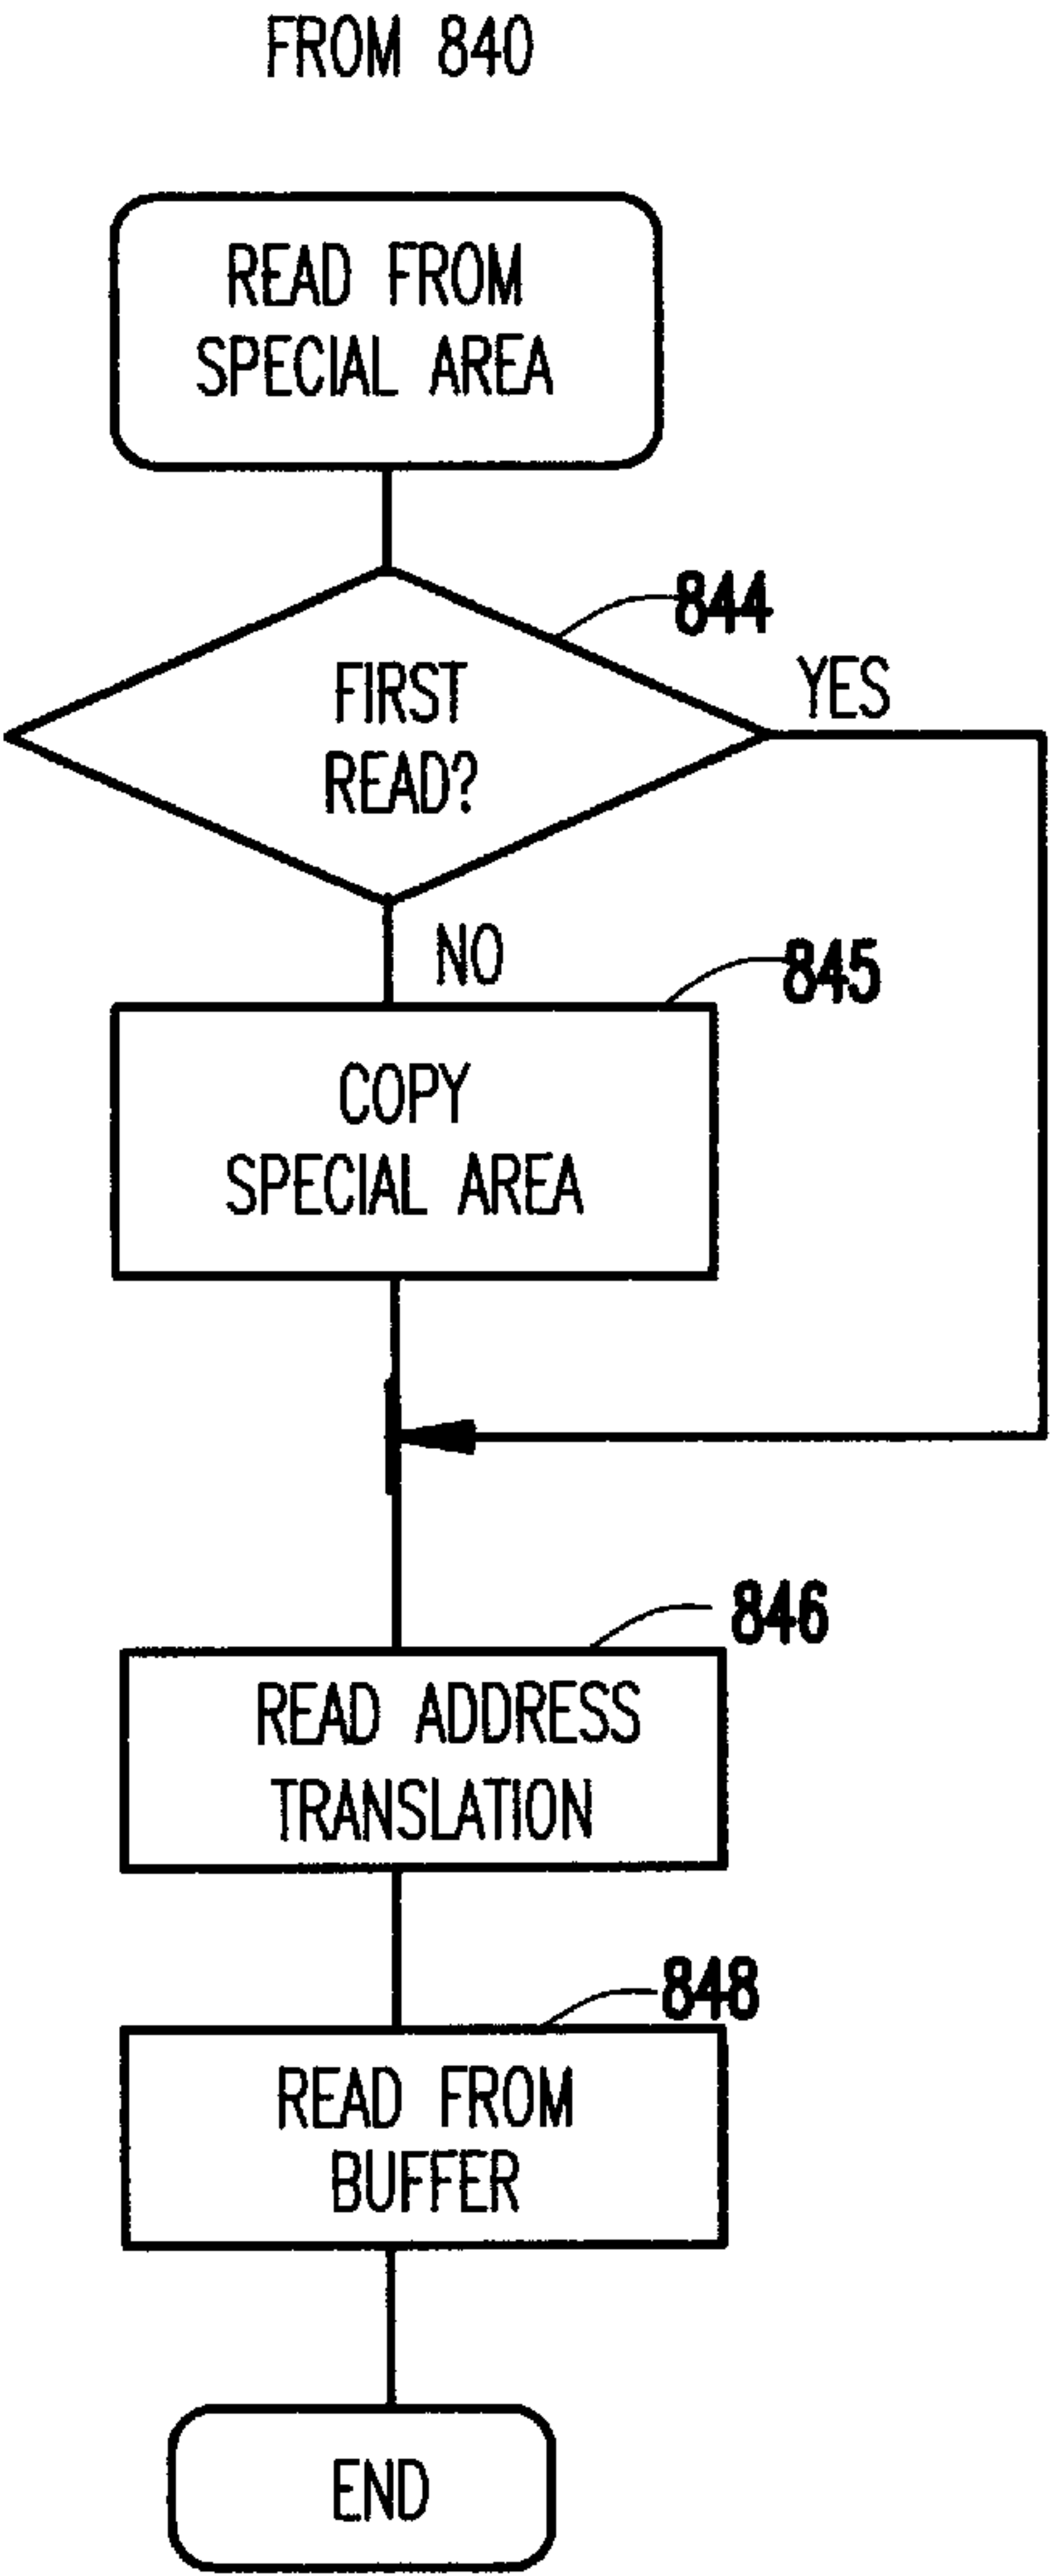 FROM 840
READ FROM
SPECIAL AREA
844
FIRST
READ?
YES
NO
845
COPY
SPECIAL AREA
846
READ ADDRESS
TRANSLATION
848
READ FROM
BUFFER
END